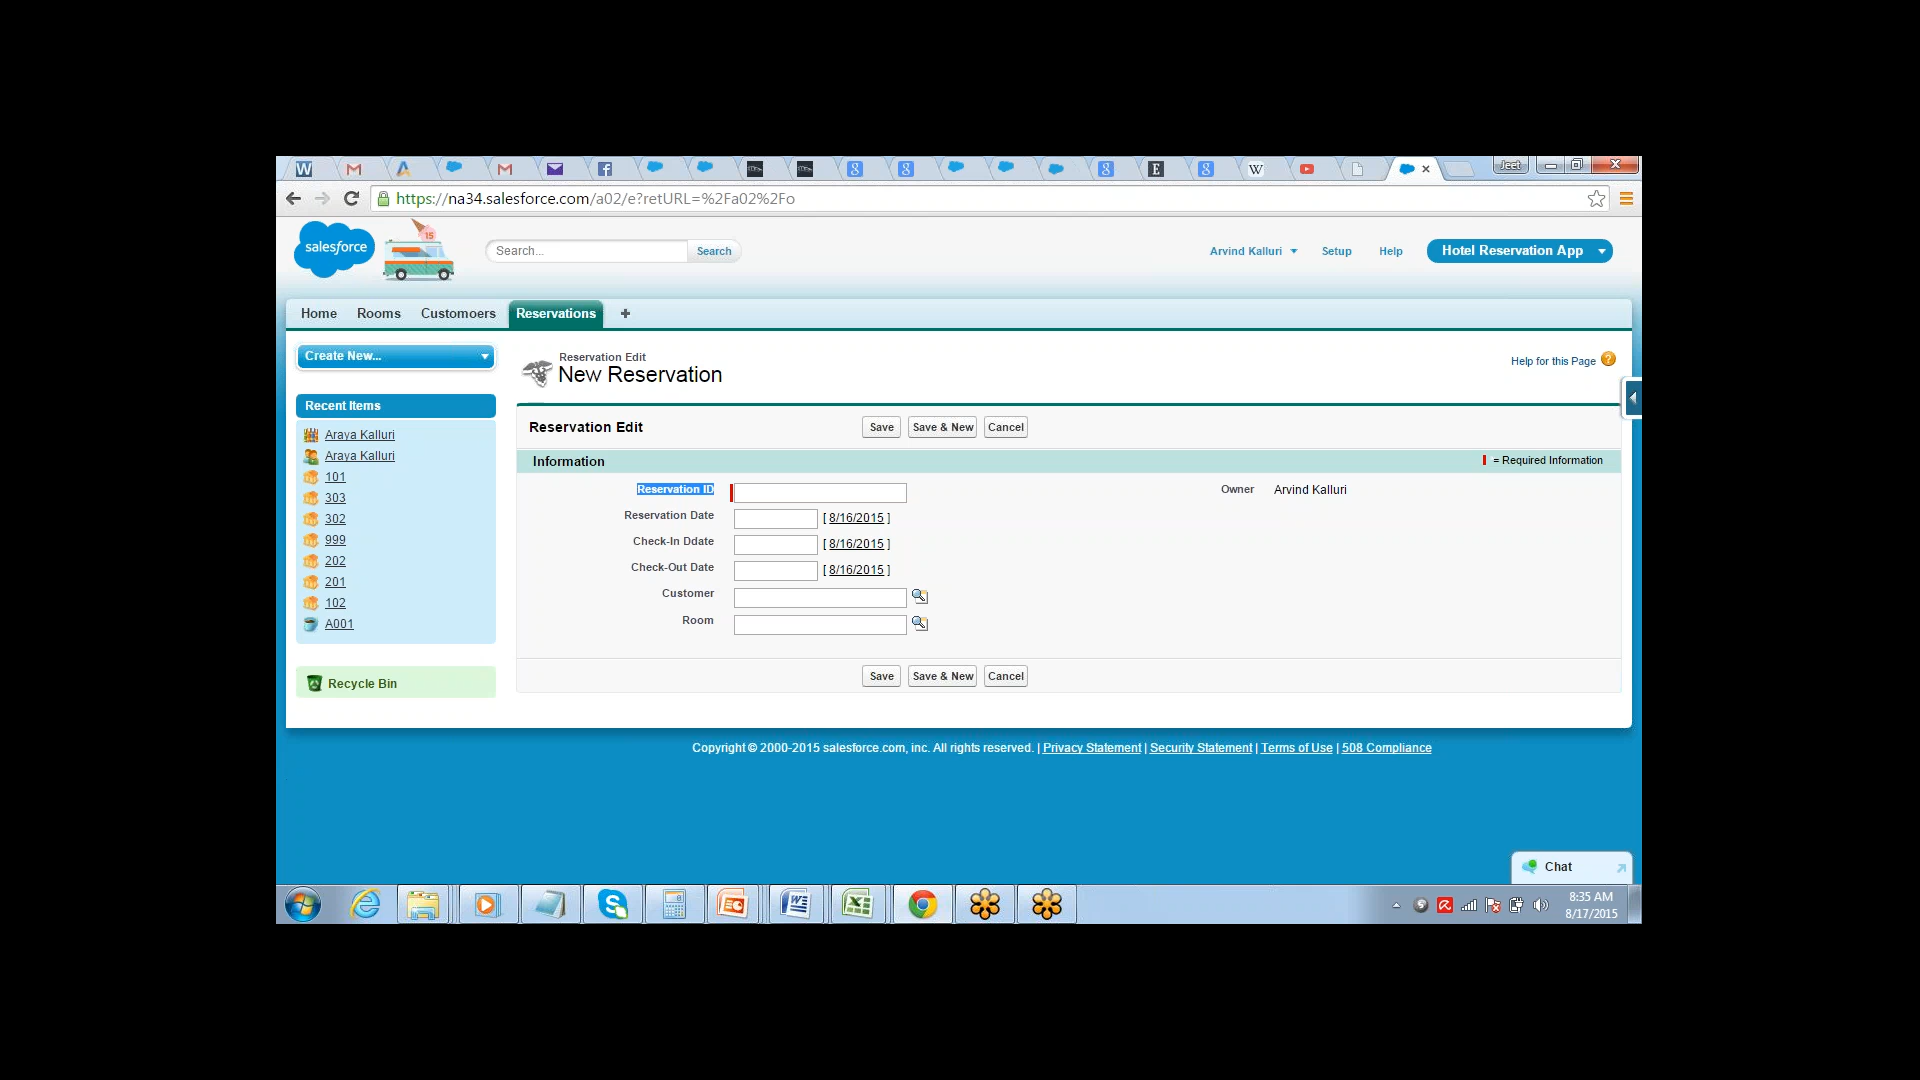 Jeet
https://na34.salesforce.com/a02/e?retURL=%2Fa02%2Fo
salesforce
15
Search...
Search
Arvind Kalluri
Setup
Help
Hotel Reservation App
Home
Rooms
Customoers
Reservations
Create New...
Reservation Edit
New Reservation
Help for this Page
Recent Items
Araya Kalluri
Araya Kalluri
101
303
302
999
202
201
102
A001
Recycle Bin
Reservation Edit
Save
Save & New
Cancel
Information
= Required Information
Reservation ID
Owner
Arvind Kalluri
Reservation Date
[ 8/16/2015 ]
Check-In Ddate
[ 8/16/2015 ]
Check-Out Date
[ 8/16/2015 ]
Customer
Room
Save
Save & New
Cancel
Copyright © 2000-2015 salesforce.com, inc. All rights reserved. | Privacy Statement | Security Statement | Terms of Use | 508 Compliance
Chat
8:35 AM
8/17/2015